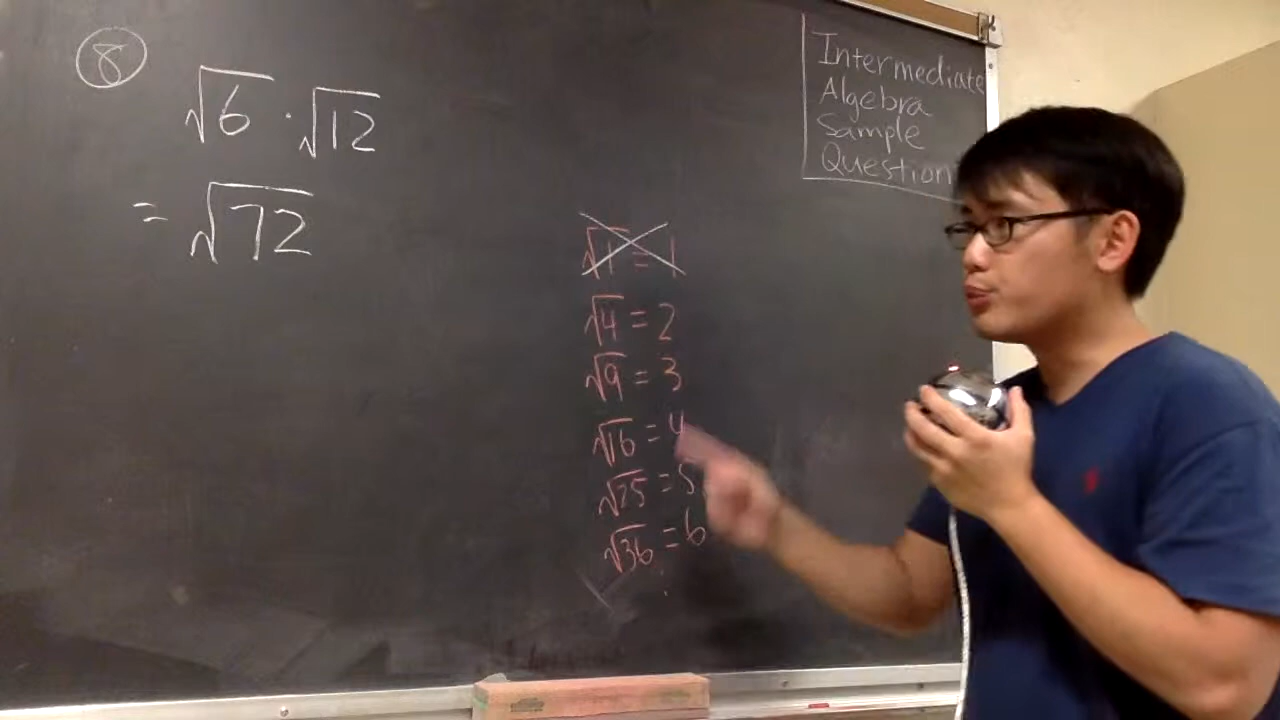 ⑧
√6 · √12
= √72
Intermediate
Algebra
Sample
Question
√1 = 1
√4 = 2
√9 = 3
√16 = 4
√25 = 5
√36 = 6